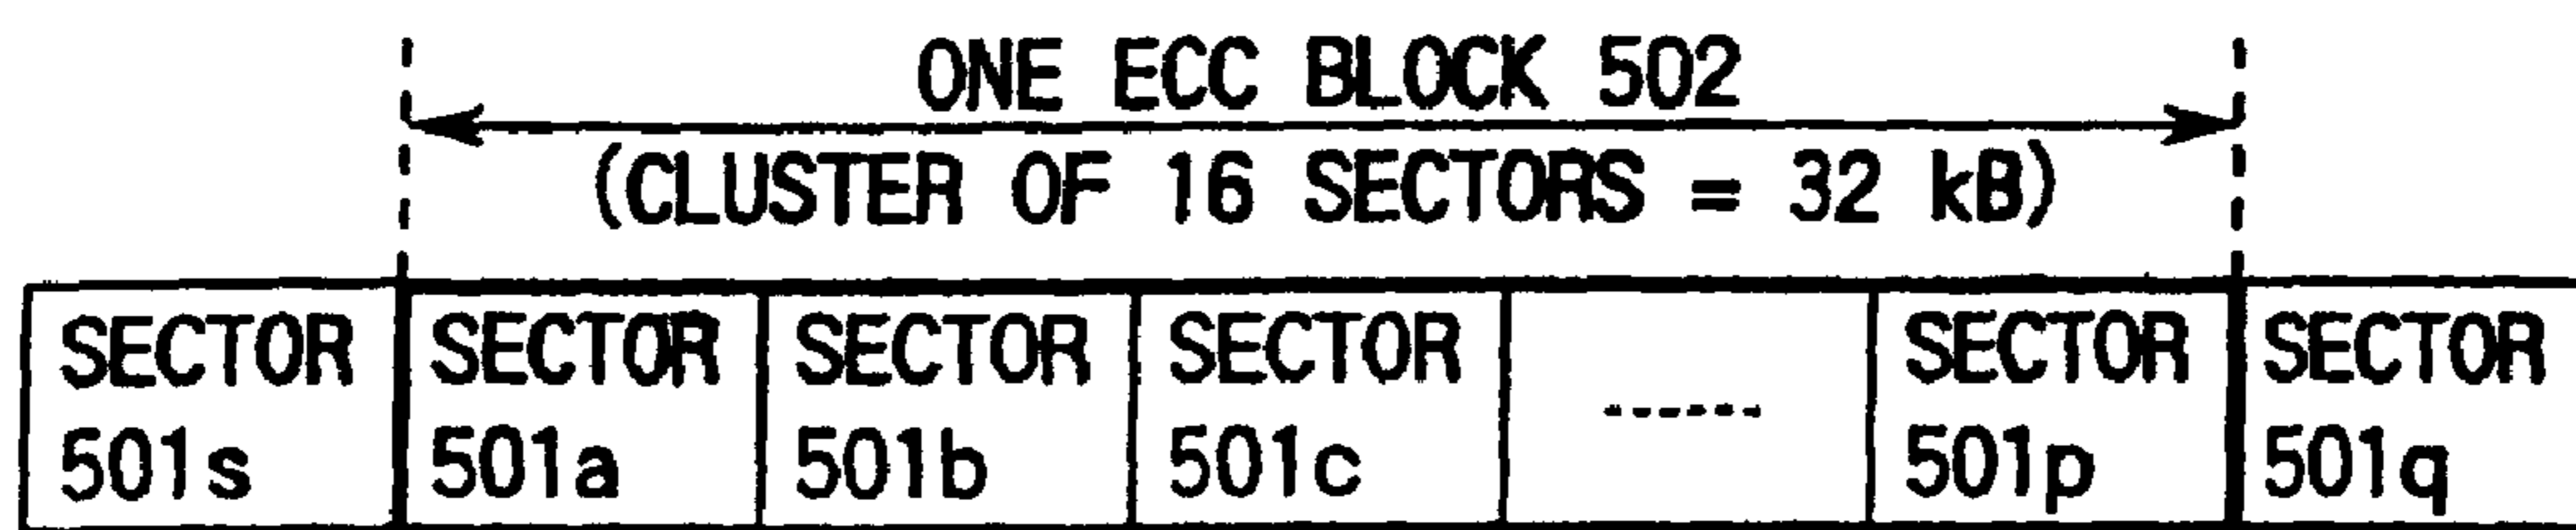 ONE ECC BLOCK 502
(CLUSTER OF 16 SECTORS = 32 kB)
SECTOR 501s
SECTOR 501a
SECTOR 501b
SECTOR 501c
------
SECTOR 501p
SECTOR 501q